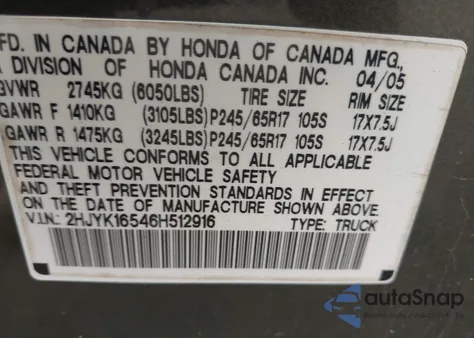 FD. IN CANADA BY HONDA OF CANADA MFG.,
A DIVISION OF HONDA CANADA INC. 04/05
GVWR 2745KG (6050LBS) TIRE SIZE RIM SIZE
GAWR F 1410KG (3105LBS) P245/65R17 105S 17X7.5J
GAWR R 1475KG (3245LBS) P245/65R17 105S 17X7.5J
THIS VEHICLE CONFORMS TO ALL APPLICABLE
FEDERAL MOTOR VEHICLE SAFETY
AND THEFT PREVENTION STANDARDS IN EFFECT
ON THE DATE OF MANUFACTURE SHOWN ABOVE.
V.I.N.: 2HJYK16546H512916 TYPE: TRUCK
autoSnap
POWERED BY